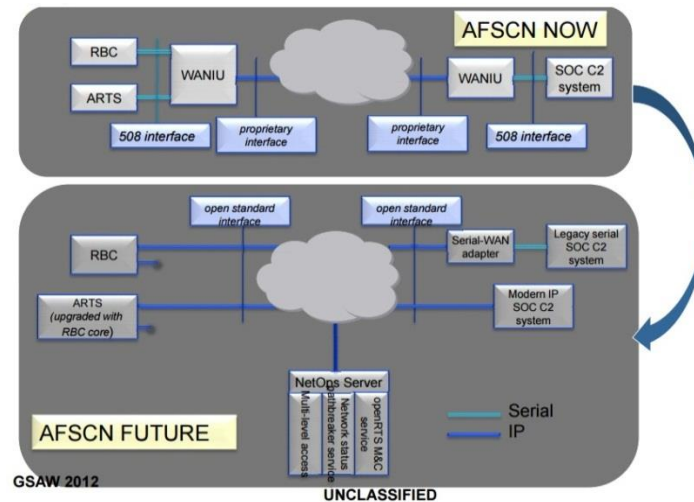 AFSCN NOW
RBC
WANIU
WANIU
SOC C2
system
ARTS
508 interface
proprietary
interface
proprietary
interface
508 interface
open standard
interface
open standard
interface
RBC
Serial-WAN
adapter
Legacy serial
SOC C2
system
ARTS
(upgraded with
RBC core)
Modern IP
SOC C2
system
NetOps Server
Multi-level access
Network status
pathbreaker service
openRTS M&C
service
AFSCN FUTURE
Serial
IP
GSAW 2012
UNCLASSIFIED